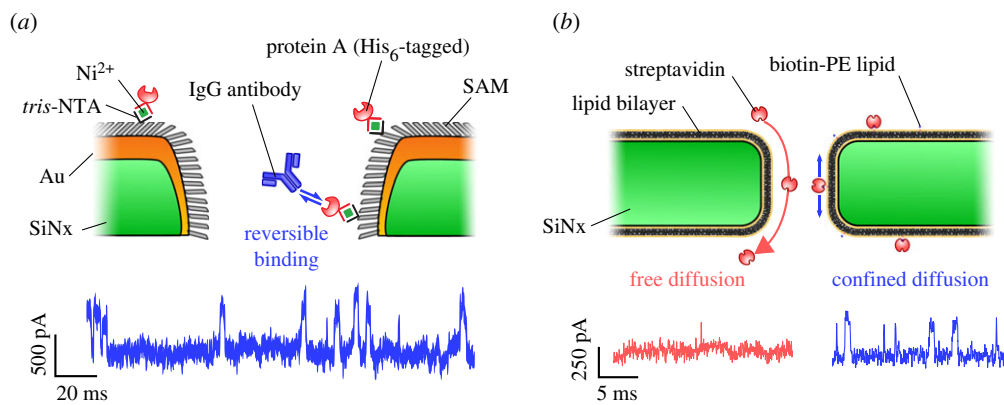 (a)
protein A (His6-tagged)
Ni2+
IgG antibody
SAM
tris-NTA
Au
SiNx
reversible
binding
500 pA
20 ms
(b)
streptavidin
biotin-PE lipid
lipid bilayer
SiNx
free diffusion
confined diffusion
250 pA
5 ms